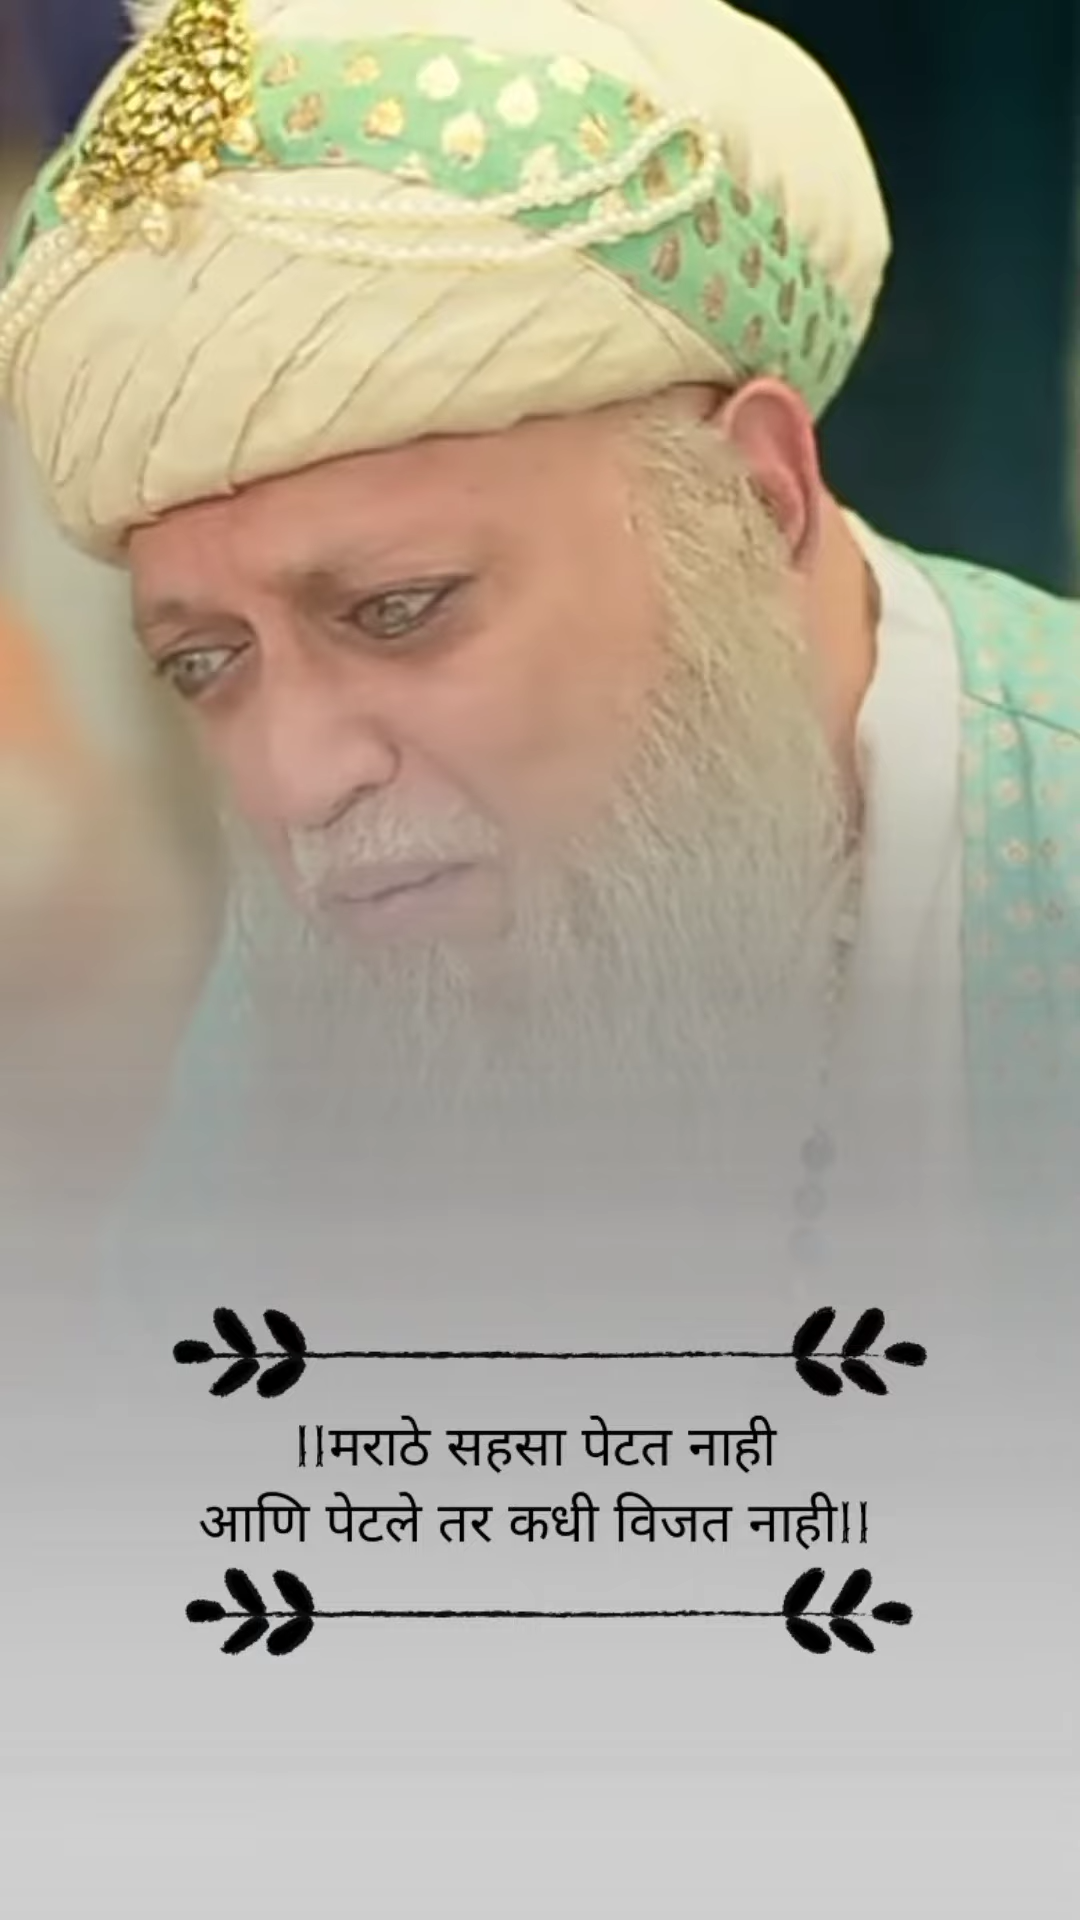 ||मराठे सहसा पेटत नाही
आणि पेटले तर कधी विजत नाही||